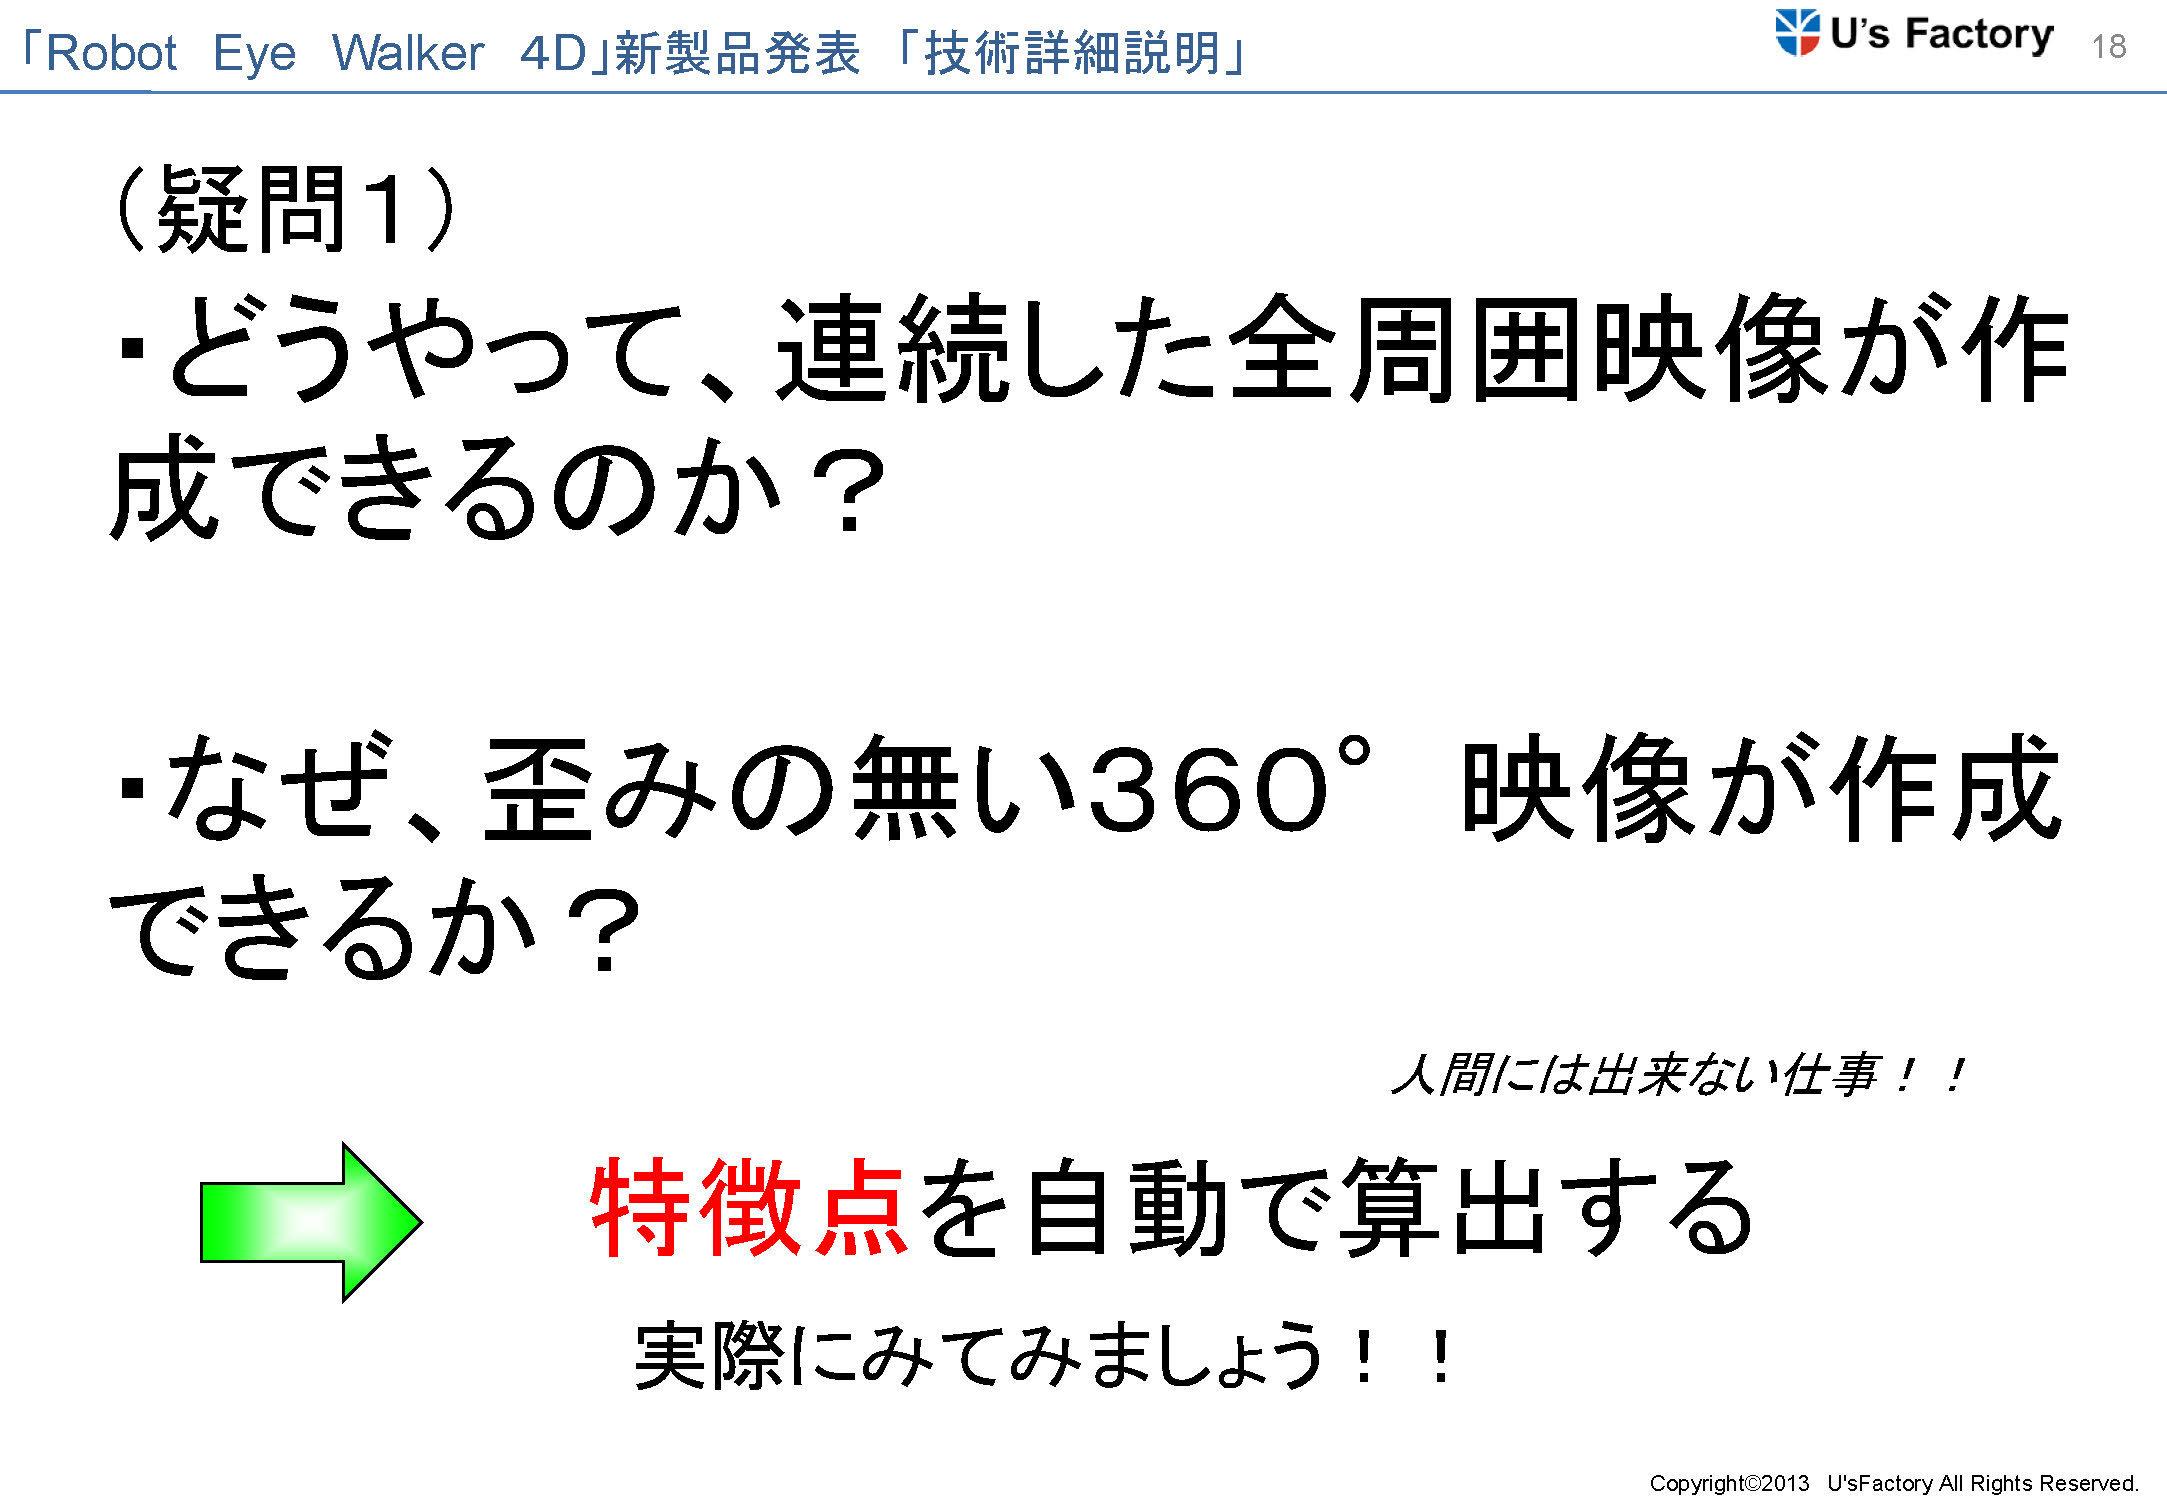 「Robot　Eye　Walker　４D」新製品発表　「技術詳細説明」
U's Factory
18
（疑問１）
・どうやって、連続した全周囲映像が作
成できるのか？
・なぜ、歪みの無い３６０°　映像が作成
できるか？
人間には出来ない仕事！！
特徴点を自動で算出する
実際にみてみましょう！！
Copyright©2013　U'sFactory All Rights Reserved.